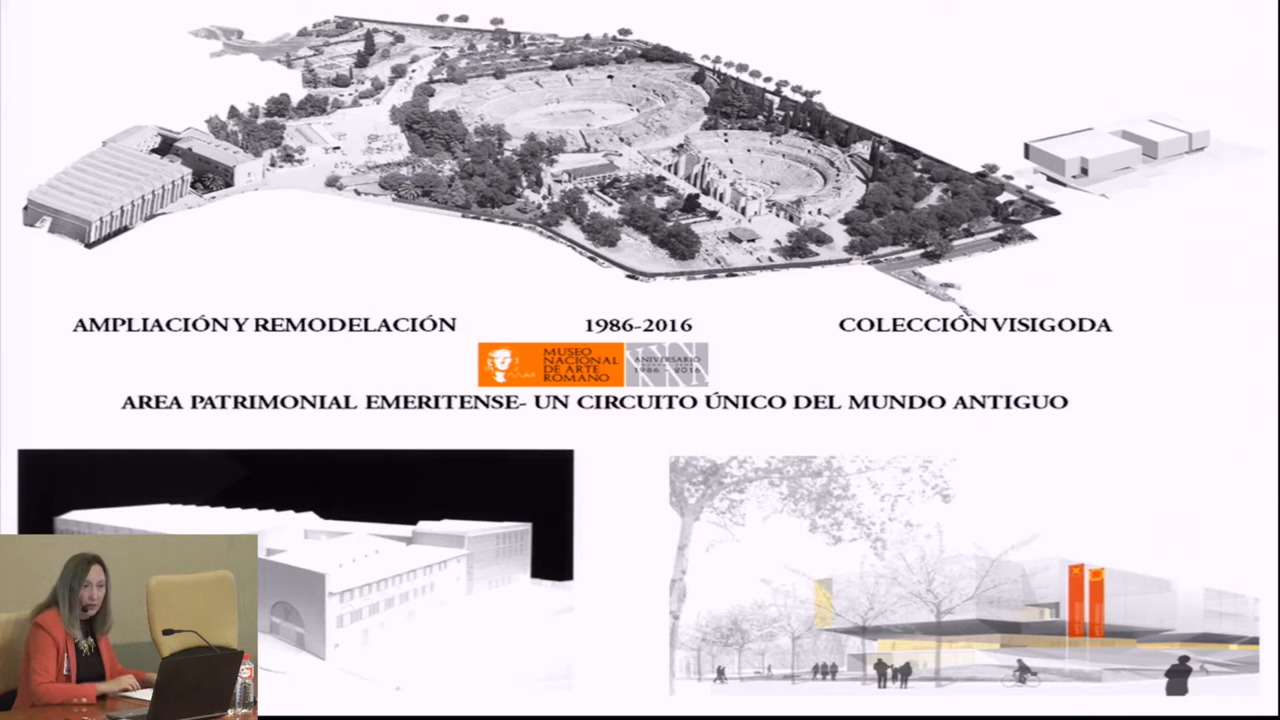 AMPLIACIÓN Y REMODELACIÓN
1986-2016
COLECCIÓN VISIGODA
MUSEO
NACIONAL
DE ARTE
ROMANO
ANIVERSARIO
1986 2016
AREA PATRIMONIAL EMERITENSE- UN CIRCUITO ÚNICO DEL MUNDO ANTIGUO